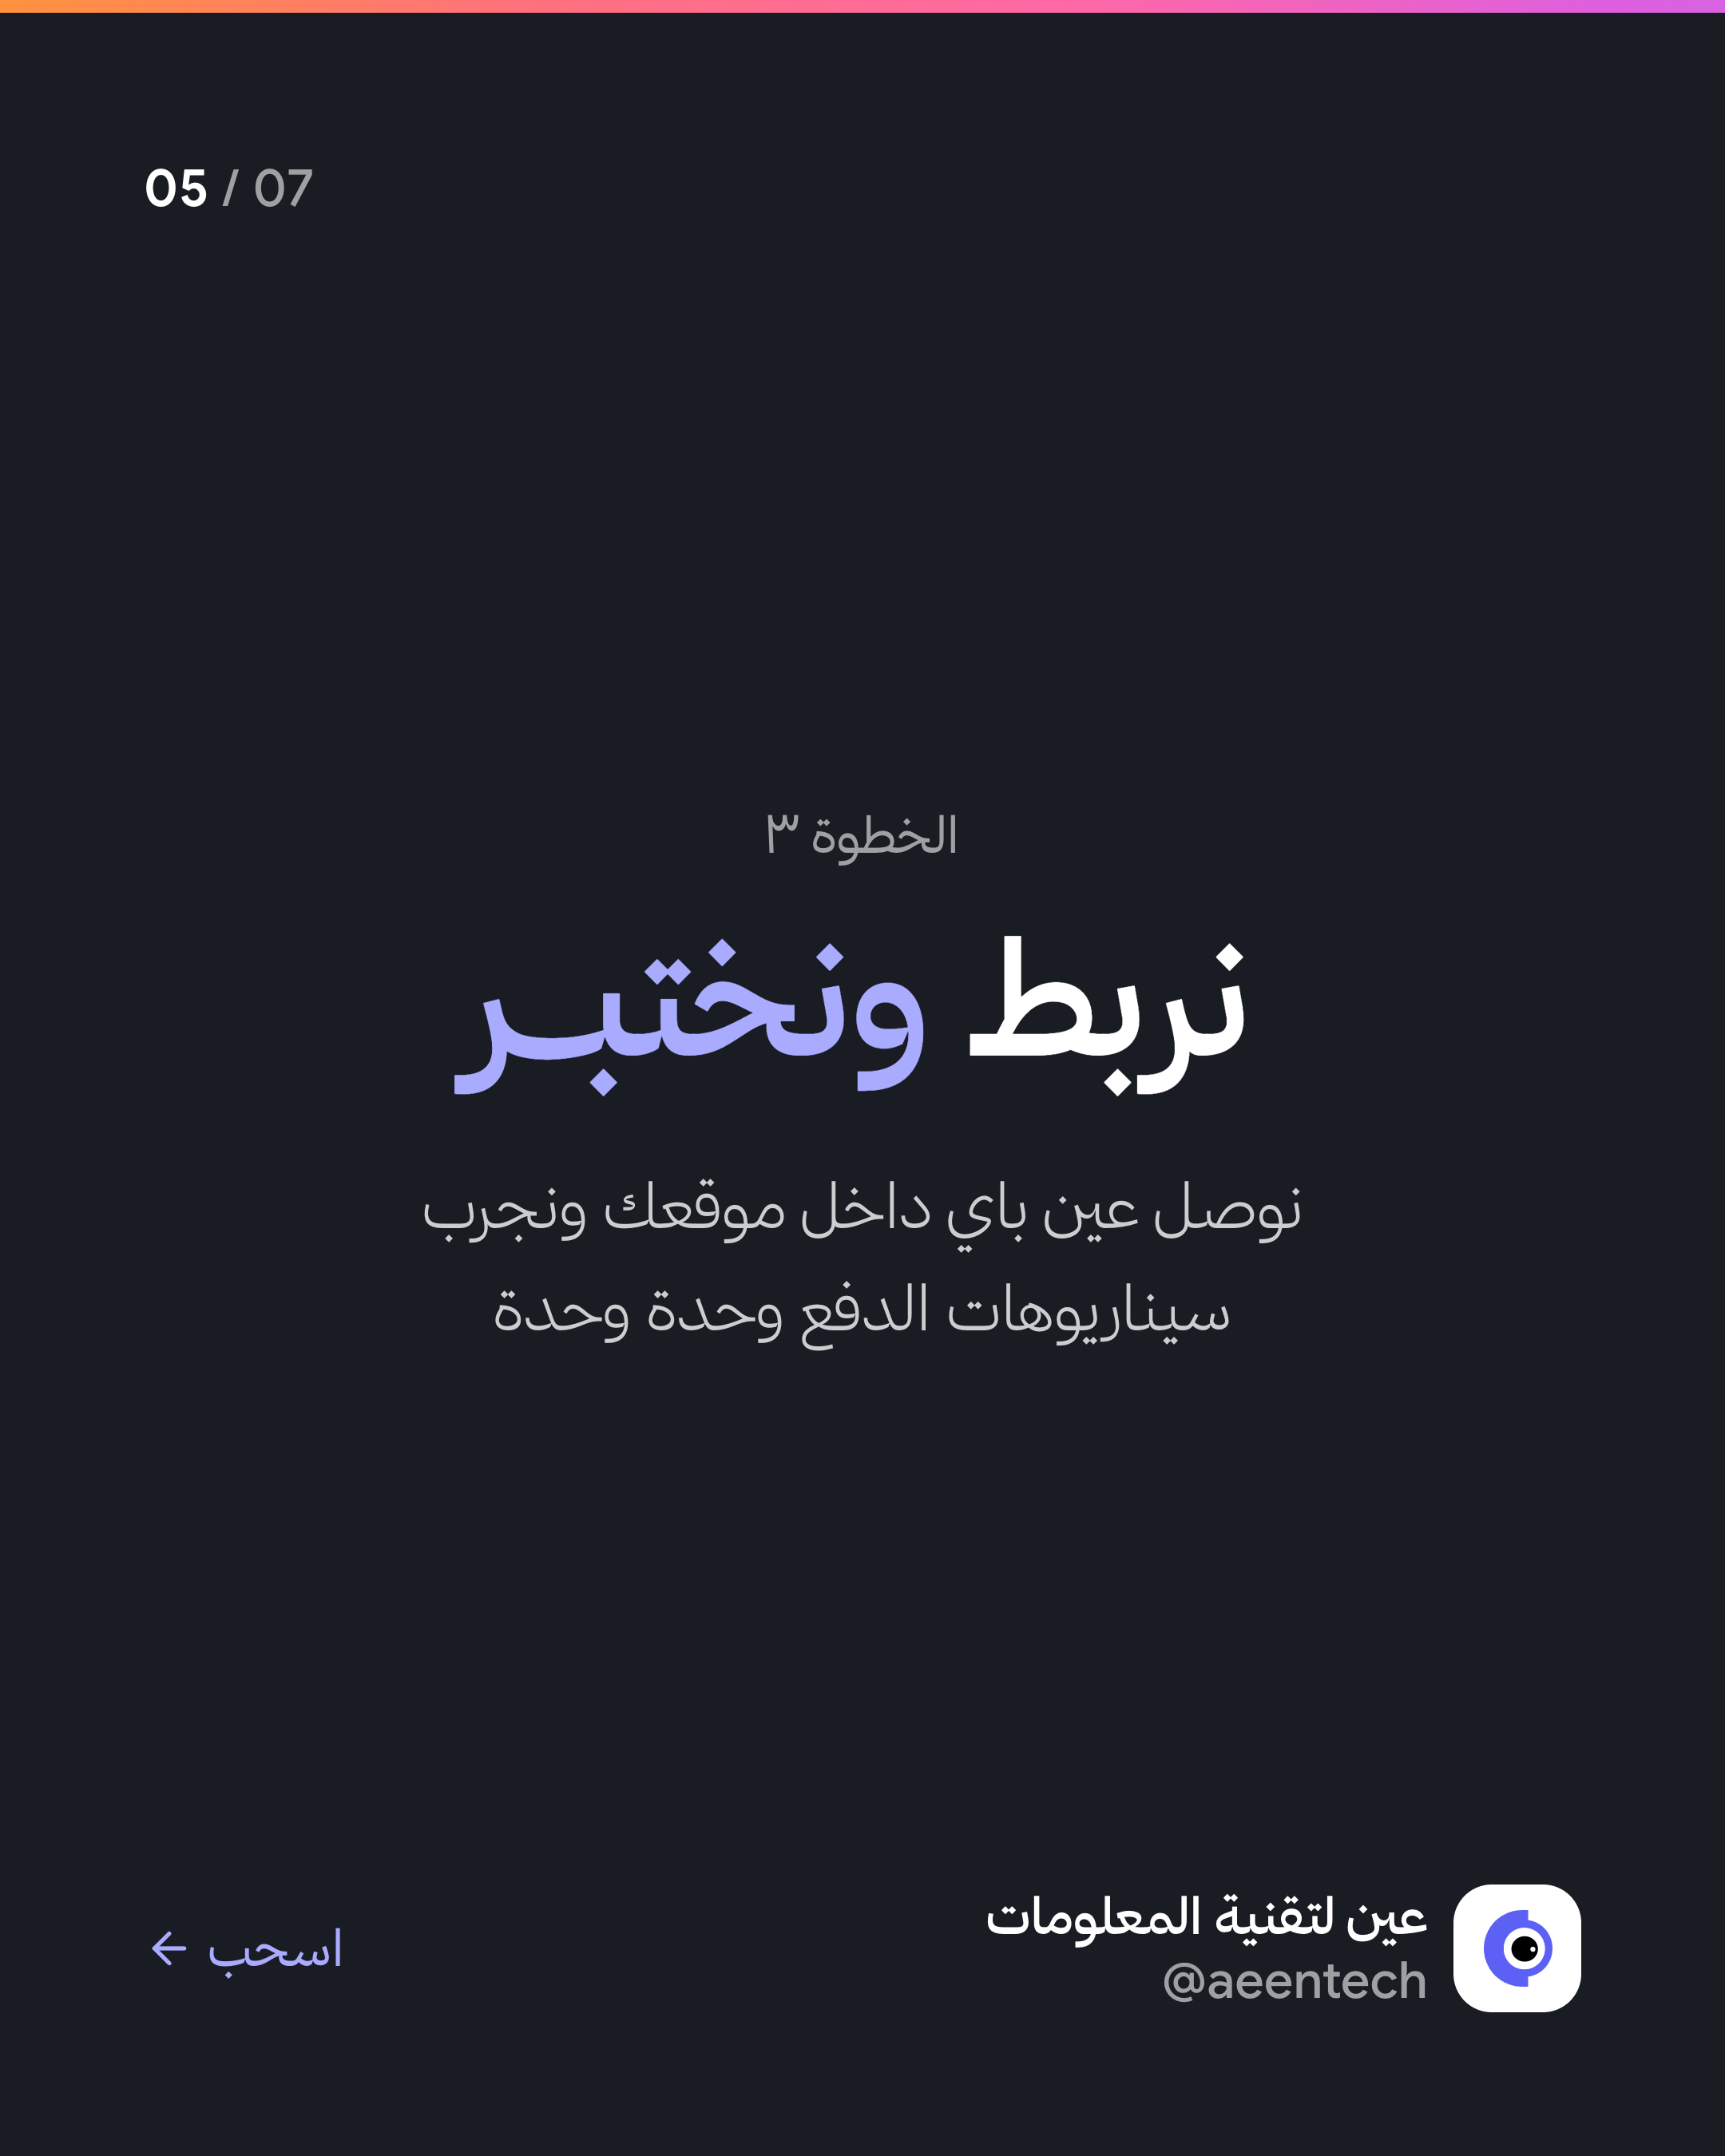 05 / 07
الخطوة ٣
نربط ونختبـر
نوصل عين باي داخل موقعك ونجرب
سيناريوهات الدفع وحدة وحدة
عين لتقنية المعلومات
@aeentech
اسحب ←